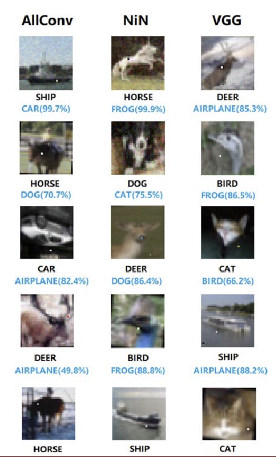 AllConv NiN VGG
SHIP HORSE DEER
CAR(99.7%) FROG(99.9%) AIRPLANE(85.3%)
HORSE DOG BIRD
DOG(70.7%) CAT(75.5%) FROG(86.5%)
CAR DEER CAT
AIRPLANE(82.4%) DOG(86.4%) BIRD(66.2%)
DEER BIRD SHIP
AIRPLANE(49.8%) FROG(88.8%) AIRPLANE(88.2%)
HORSE SHIP CAT